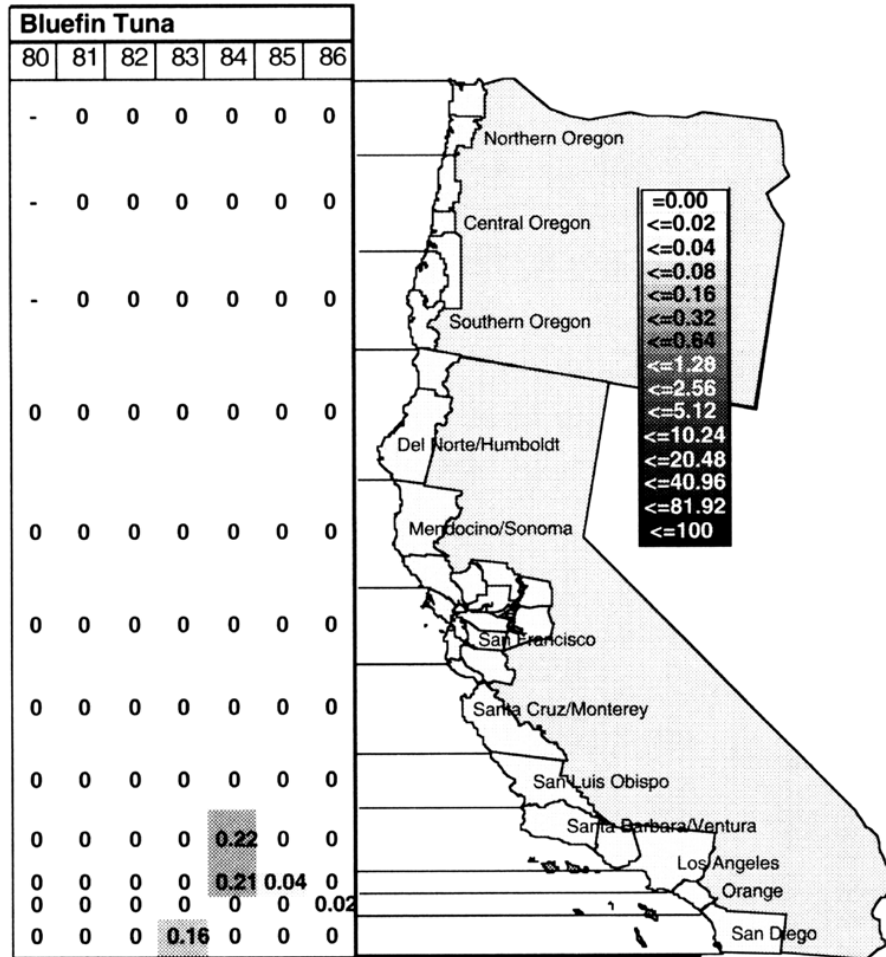 Bluefin Tuna
80 81 82 83 84 85 86
- 0 0 0 0 0 0
Northern Oregon
- 0 0 0 0 0 0
Central Oregon
- 0 0 0 0 0 0
Southern Oregon
0 0 0 0 0 0 0
Del Norte/Humboldt
0 0 0 0 0 0 0
Mendocino/Sonoma
0 0 0 0 0 0 0
San Francisco
0 0 0 0 0 0 0
Santa Cruz/Monterey
0 0 0 0 0 0 0
San Luis Obispo
0 0 0 0 0.22 0 0
Santa Barbara/Ventura
0 0 0 0 0.21 0.04 0
Los Angeles
0 0 0 0 0 0 0.02
Orange
0 0 0 0.16 0 0 0
San Diego
=0.00
<=0.02
<=0.04
<=0.08
<=0.16
<=0.32
<=0.64
<=1.28
<=2.56
<=5.12
<=10.24
<=20.48
<=40.96
<=81.92
<=100